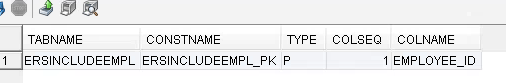 TABNAME CONSTNAME TYPE COLSEQ COLNAME
1 ERSINCLUDEEMPL ERSINCLUDEEMPL_PK P 1 EMPLOYEE_ID